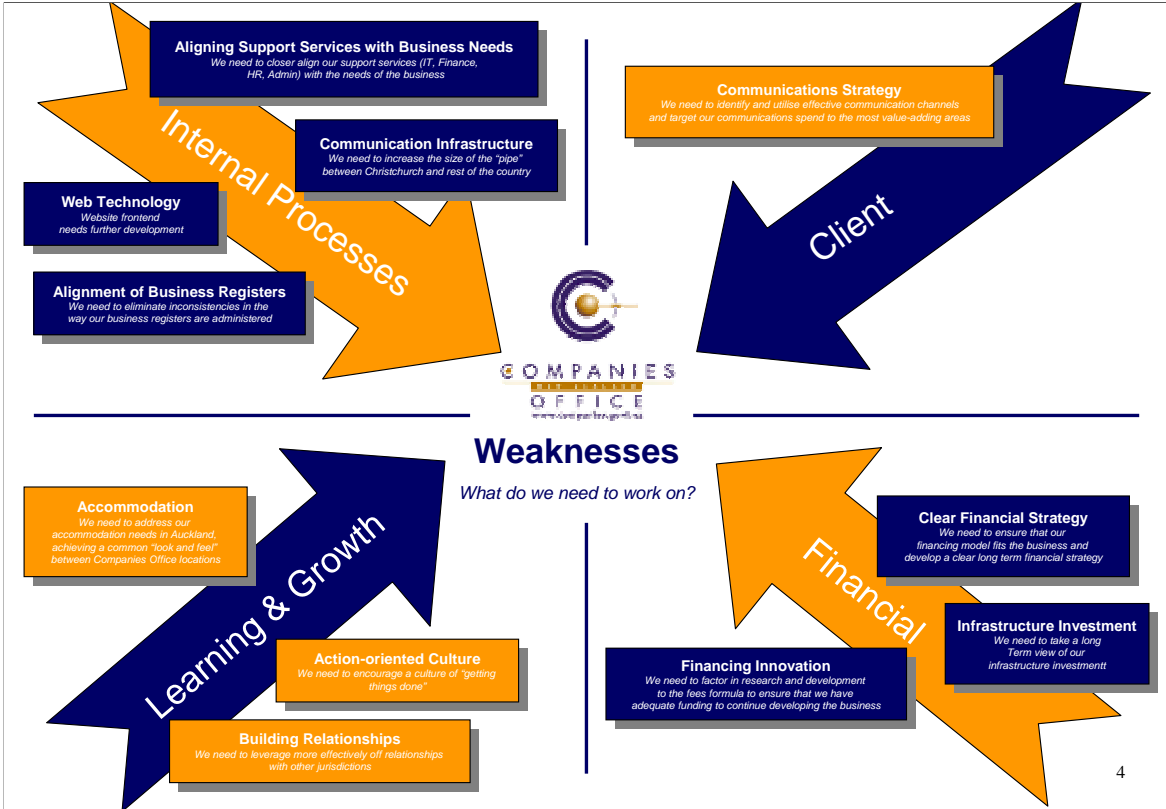 Aligning Support Services with Business Needs
We need to closer align our support services (IT, Finance,
HR, Admin) with the needs of the business
Communication Infrastructure
We need to increase the size of the “pipe”
between Christchurch and rest of the country
Internal Processes
Web Technology
Website frontend
needs further development
Alignment of Business Registers
We need to eliminate inconsistencies in the
way our business registers are administered
Communications Strategy
We need to identify and utilise effective communication channels
and target our communications spend to the most value-adding areas
Client
COMPANIES
OFFICE
Weaknesses
What do we need to work on?
Accommodation
We need to address our
accommodation needs in Auckland,
achieving a common “look and feel”
between Companies Office locations
Learning & Growth
Action-oriented Culture
We need to encourage a culture of “getting
things done”
Building Relationships
We need to leverage more effectively off relationships
with other jurisdictions
Clear Financial Strategy
We need to ensure that our
financing model fits the business and
develop a clear long term financial strategy
Financial
Infrastructure Investment
We need to take a long
Term view of our
infrastructure investmentt
Financing Innovation
We need to factor in research and development
to the fees formula to ensure that we have
adequate funding to continue developing the business
4